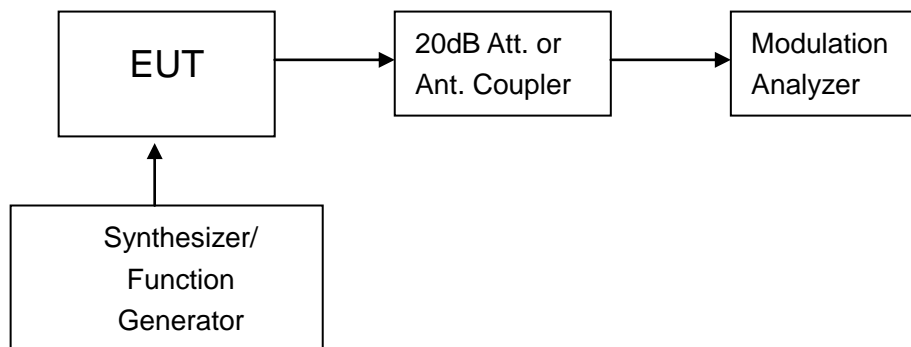 EUT
20dB Att. or
Ant. Coupler
Modulation
Analyzer
Synthesizer/
Function
Generator